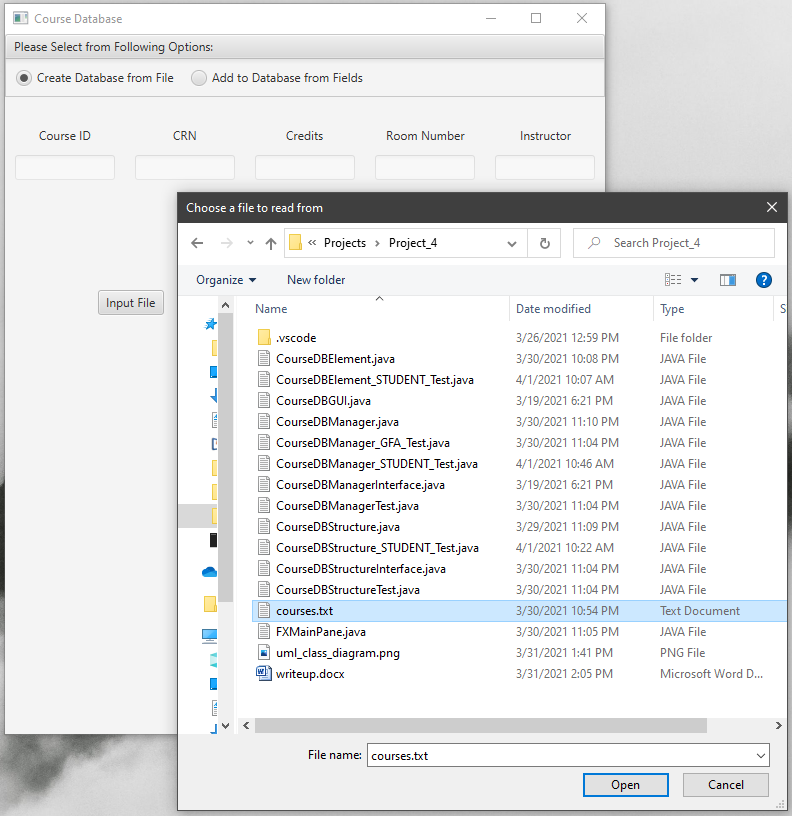 Course Database
Please Select from Following Options:
Create Database from File Add to Database from Fields
Course ID CRN Credits Room Number Instructor
Input File
Choose a file to read from
« Projects › Project_4
Search Project_4
Organize New folder
Name Date modified Type S
.vscode 3/26/2021 12:59 PM File folder
CourseDBElement.java 3/30/2021 10:08 PM JAVA File
CourseDBElement_STUDENT_Test.java 4/1/2021 10:07 AM JAVA File
CourseDBGUI.java 3/19/2021 6:21 PM JAVA File
CourseDBManager.java 3/30/2021 11:10 PM JAVA File
CourseDBManager_GFA_Test.java 3/30/2021 11:04 PM JAVA File
CourseDBManager_STUDENT_Test.java 4/1/2021 10:46 AM JAVA File
CourseDBManagerInterface.java 3/19/2021 6:21 PM JAVA File
CourseDBManagerTest.java 3/30/2021 11:04 PM JAVA File
CourseDBStructure.java 3/29/2021 11:09 PM JAVA File
CourseDBStructure_STUDENT_Test.java 4/1/2021 10:22 AM JAVA File
CourseDBStructureInterface.java 3/30/2021 11:04 PM JAVA File
CourseDBStructureTest.java 3/30/2021 11:04 PM JAVA File
courses.txt 3/30/2021 10:54 PM Text Document
FXMainPane.java 3/30/2021 11:05 PM JAVA File
uml_class_diagram.png 3/31/2021 1:41 PM PNG File
writeup.docx 3/31/2021 2:05 PM Microsoft Word D...
File name: courses.txt
Open Cancel